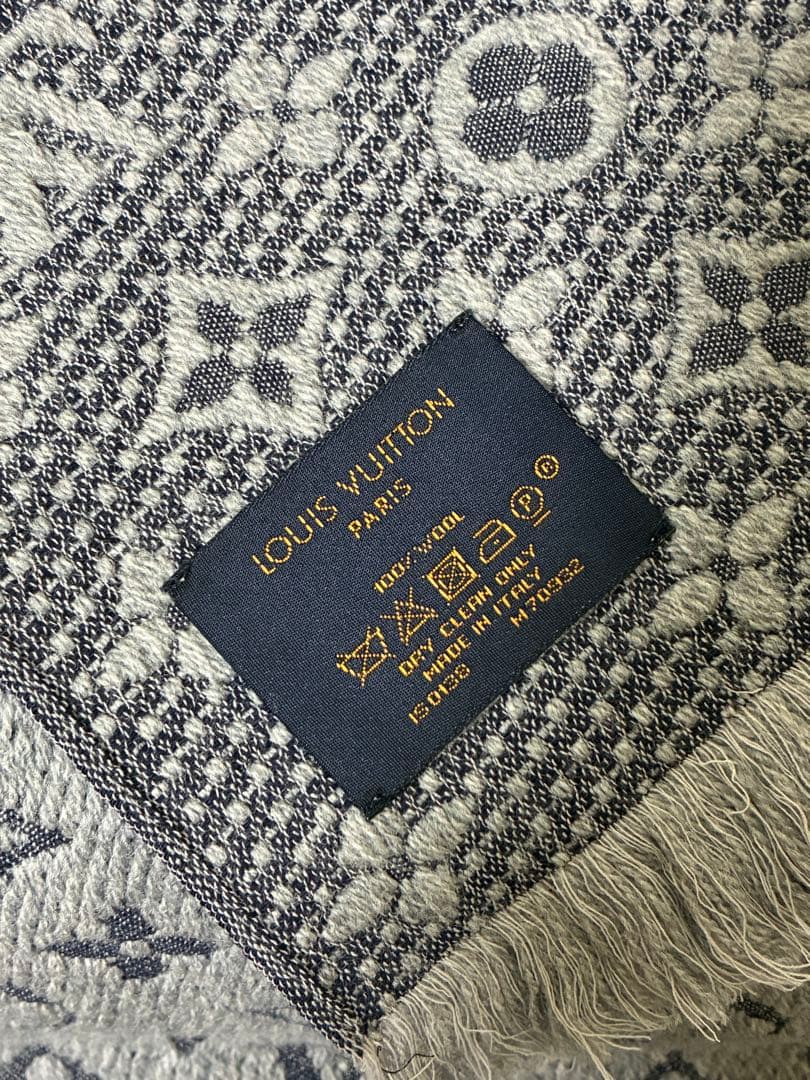 LOUIS VUITTON
PARIS
100% WOOL
P
DRY CLEAN ONLY
MADE IN ITALY
IS0138 M70932